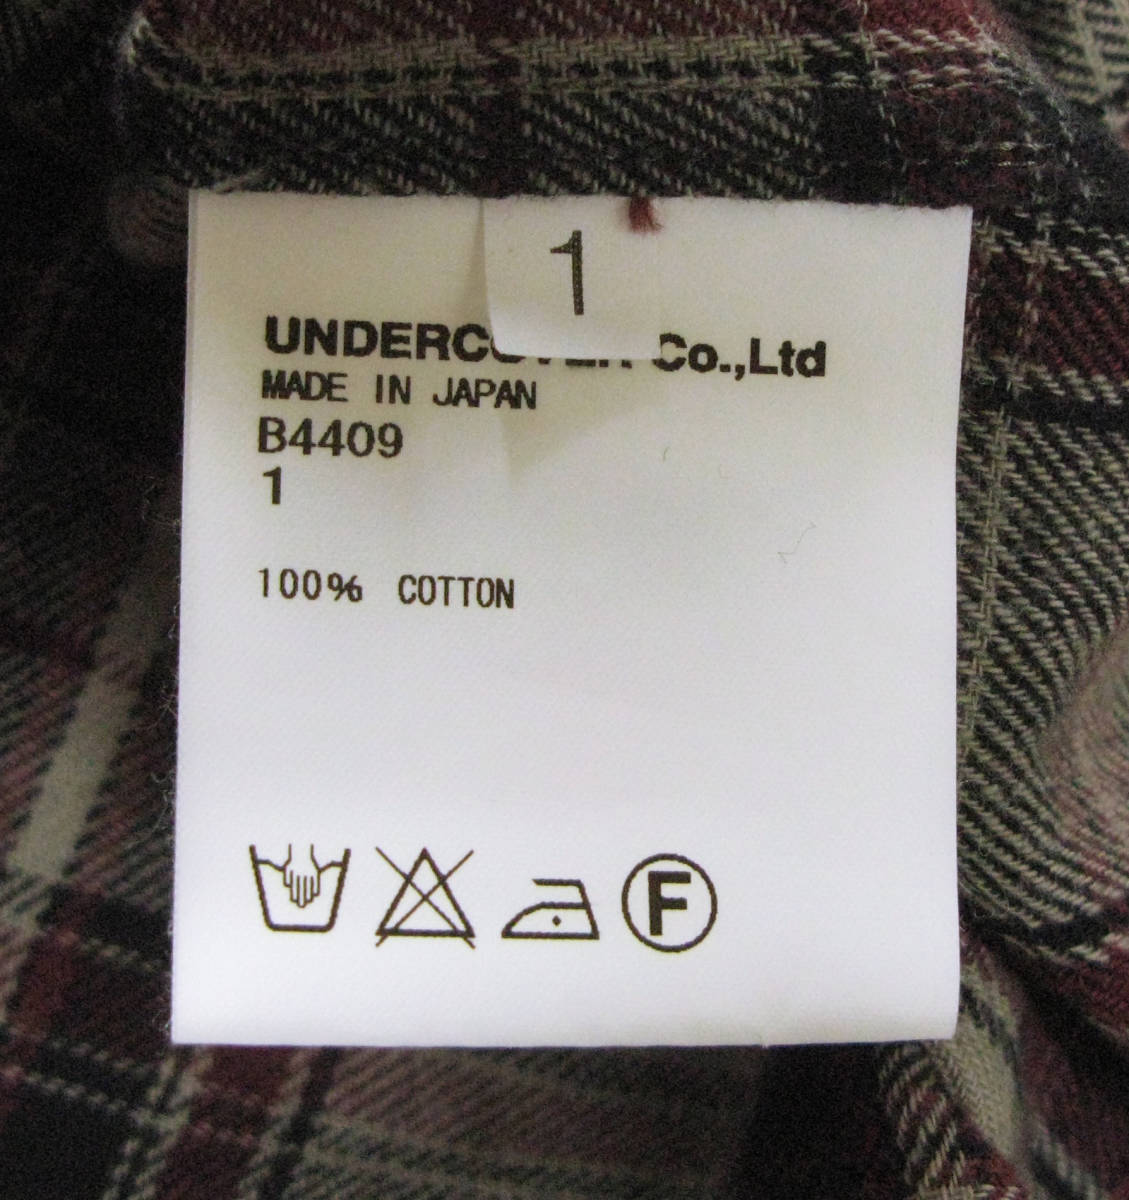 1
UNDERCOVER Co.,Ltd
MADE IN JAPAN
B4409
1
100% COTTON
F